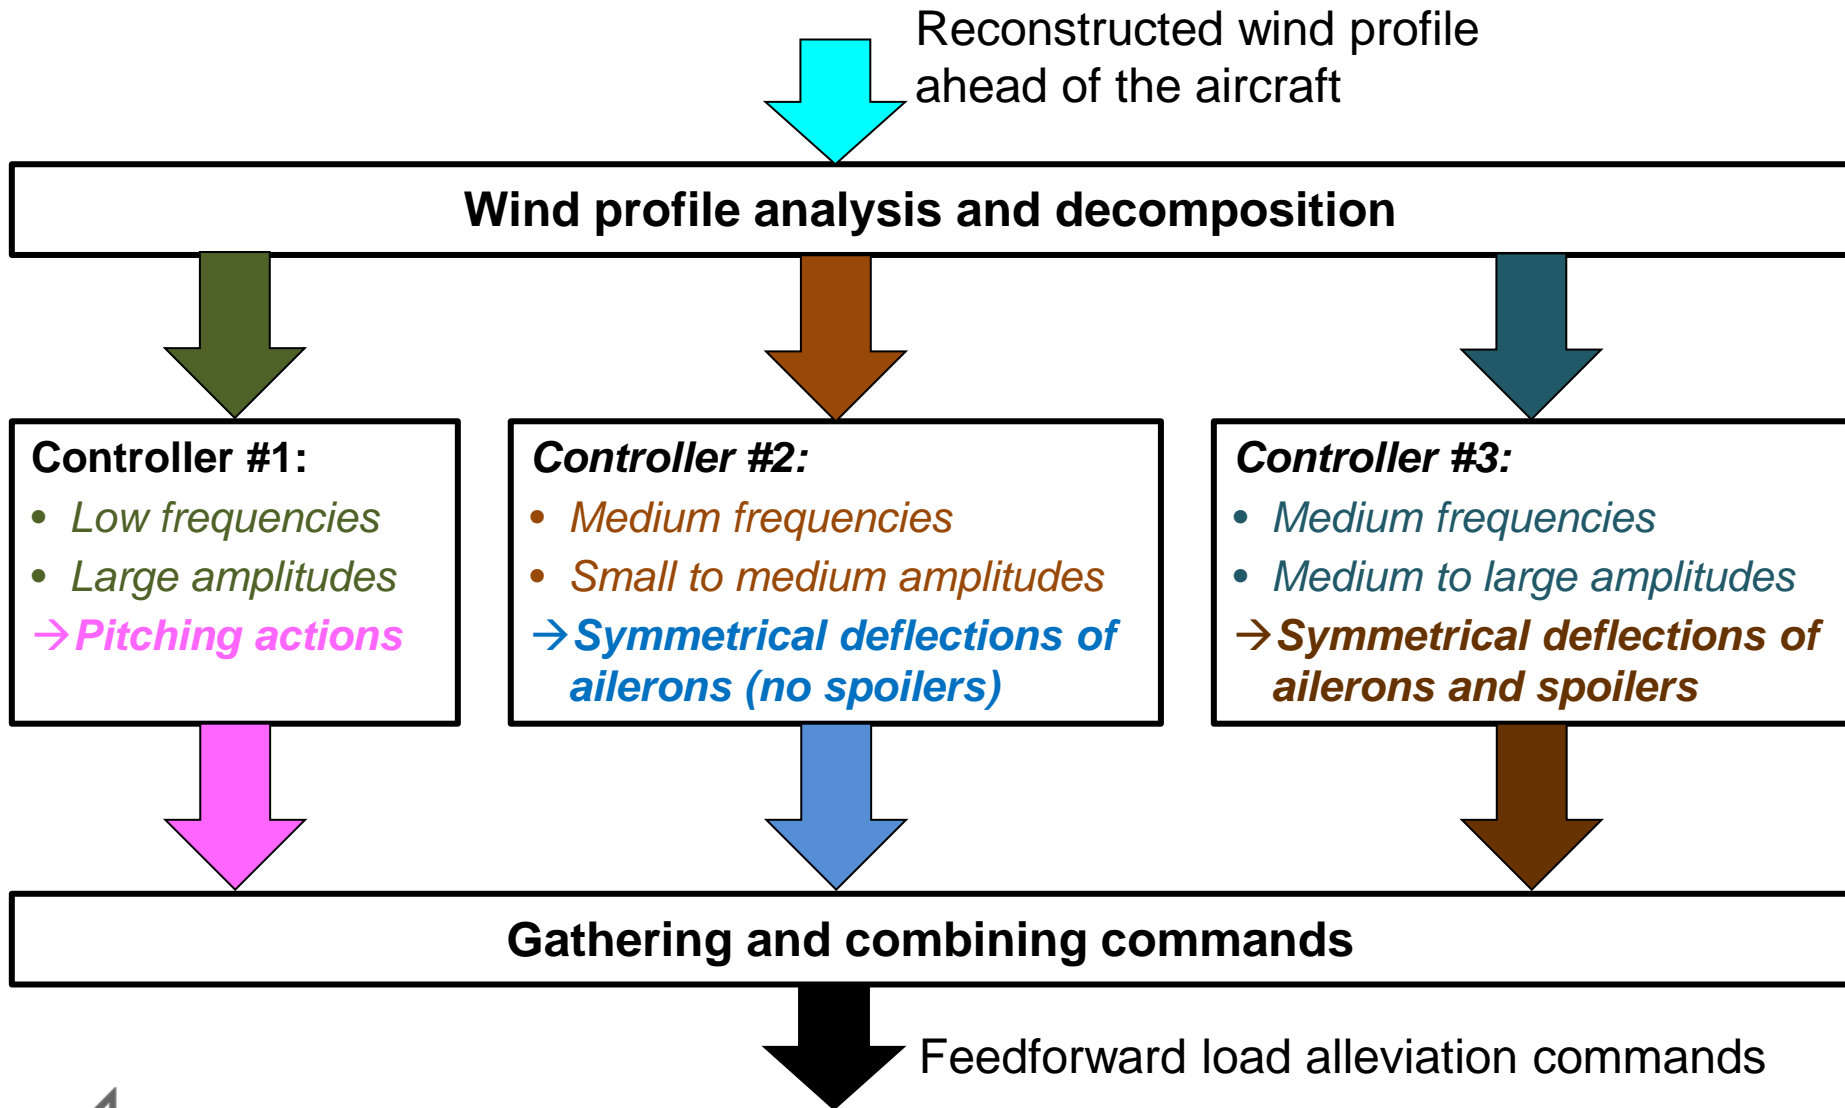 Reconstructed wind profile
ahead of the aircraft
Wind profile analysis and decomposition
Controller #1:
• Low frequencies
• Large amplitudes
→Pitching actions
Controller #2:
• Medium frequencies
• Small to medium amplitudes
→Symmetrical deflections of
ailerons (no spoilers)
Controller #3:
• Medium frequencies
• Medium to large amplitudes
→Symmetrical deflections of
ailerons and spoilers
Gathering and combining commands
Feedforward load alleviation commands